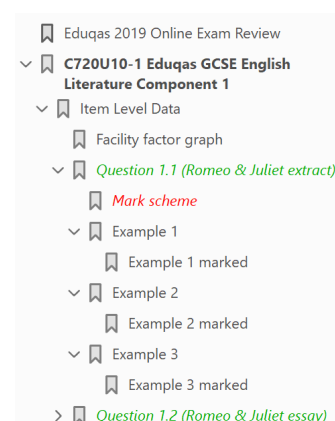 Eduqas 2019 Online Exam Review
C720U10-1 Eduqas GCSE English
Literature Component 1
Item Level Data
Facility factor graph
Question 1.1 (Romeo & Juliet extract)
Mark scheme
Example 1
Example 1 marked
Example 2
Example 2 marked
Example 3
Example 3 marked
Question 1.2 (Romeo & Juliet essay)